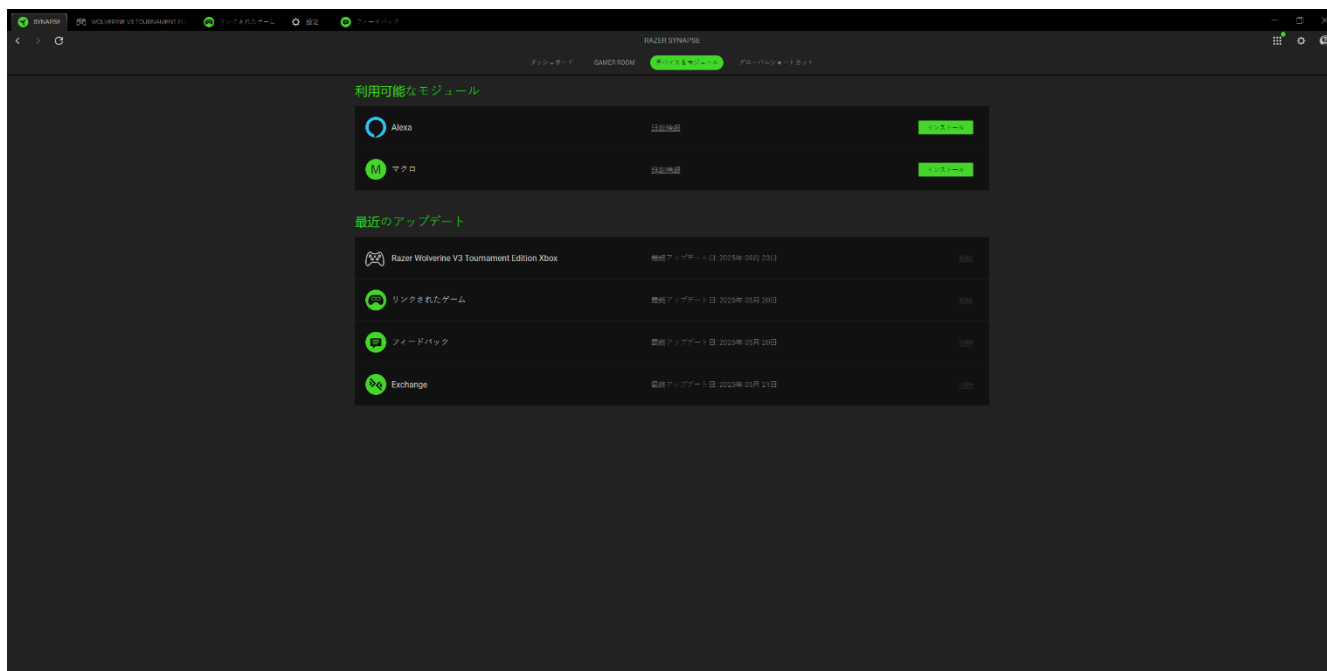 SYNAPSE WOLVERINE V3 TOURNAMENT リンクされたゲーム 設定 フィードバック
RAZER SYNAPSE
ダッシュボード GAMER ROOM デバイス＆モジュール グローバルショートカット
利用可能なモジュール
Alexa 詳細情報 インストール
M マクロ 詳細情報 インストール
最近のアップデート
Razer Wolverine V3 Tournament Edition Xbox 最終アップデート日: 2025年 09月 23日
リンクされたゲーム 最終アップデート日: 2025年 05月 20日
フィードバック 最終アップデート日: 2025年 05月 20日
Exchange 最終アップデート日: 2025年 05月 21日